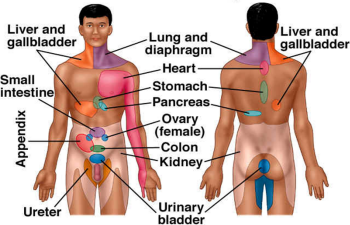 Liver and
gallbladder
Lung and
diaphragm
Liver and
gallbladder
Heart
Small
intestine
Stomach
Pancreas
Appendix
Ovary
(female)
Colon
Kidney
Ureter
Urinary
bladder